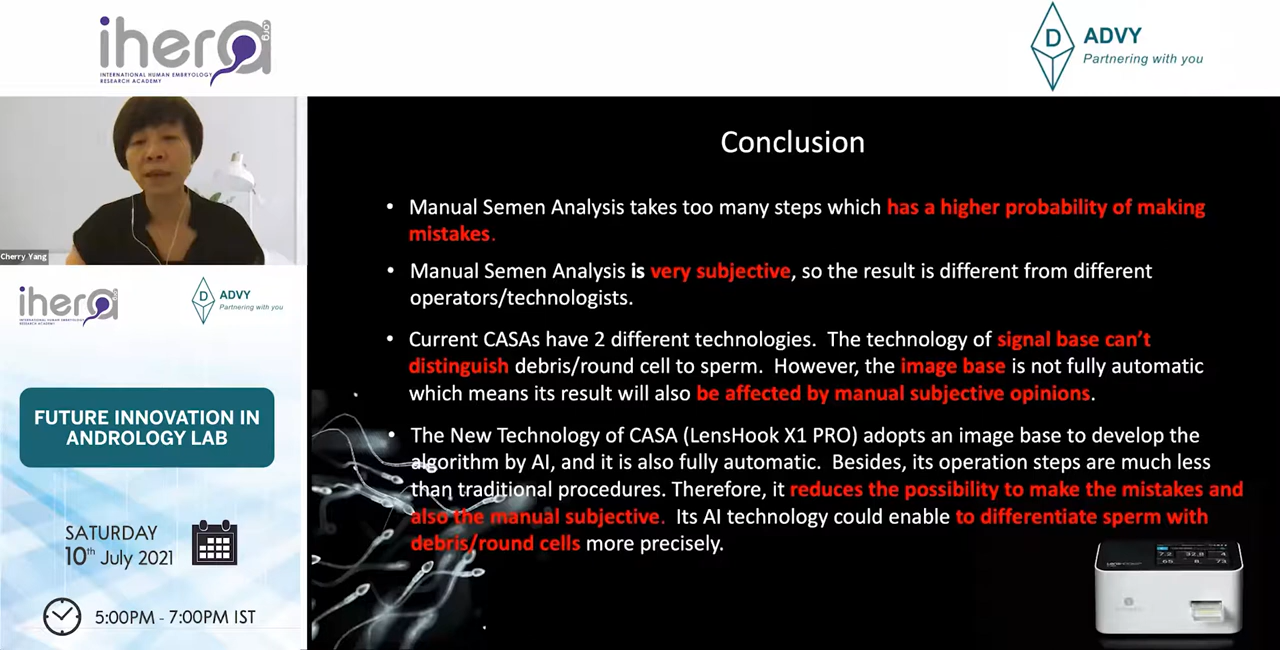 ihera.org
INTERNATIONAL HUMAN EMBRYOLOGY
RESEARCH ACADEMY
D ADVY
Partnering with you
Cherry Yang
ihera.org
INTERNATIONAL HUMAN EMBRYOLOGY
RESEARCH ACADEMY
D ADVY
Partnering with you
FUTURE INNOVATION IN
ANDROLOGY LAB
SATURDAY
10th July 2021
5:00PM - 7:00PM IST
Conclusion
• Manual Semen Analysis takes too many steps which has a higher probability of making
mistakes.
• Manual Semen Analysis is very subjective, so the result is different from different
operators/technologists.
• Current CASAs have 2 different technologies. The technology of signal base can't
distinguish debris/round cell to sperm. However, the image base is not fully automatic
which means its result will also be affected by manual subjective opinions.
• The New Technology of CASA (LensHook X1 PRO) adopts an image base to develop the
algorithm by AI, and it is also fully automatic. Besides, its operation steps are much less
than traditional procedures. Therefore, it reduces the possibility to make the mistakes and
also the manual subjective. Its AI technology could enable to differentiate sperm with
debris/round cells more precisely.